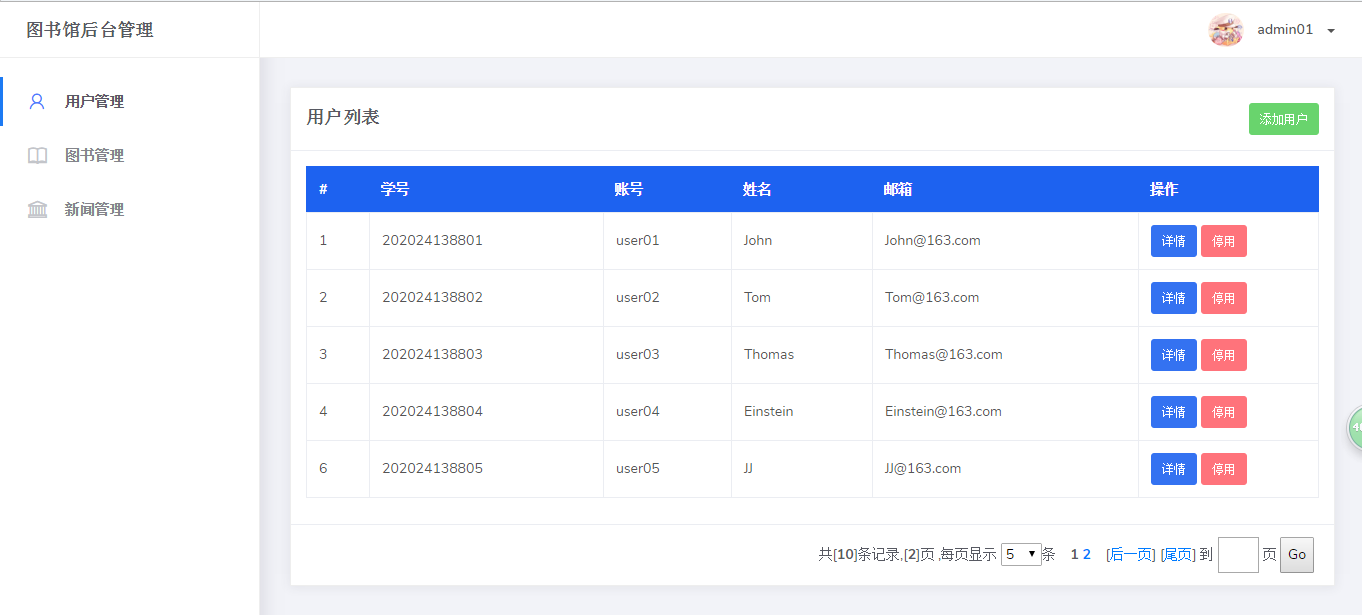 图书馆后台管理
admin01
用户管理
图书管理
新闻管理
用户列表
添加用户
# 学号 账号 姓名 邮箱 操作
1 202024138801 user01 John John@163.com 详情 停用
2 202024138802 user02 Tom Tom@163.com 详情 停用
3 202024138803 user03 Thomas Thomas@163.com 详情 停用
4 202024138804 user04 Einstein Einstein@163.com 详情 停用
6 202024138805 user05 JJ JJ@163.com 详情 停用
共[10]条记录,[2]页 ,每页显示 5 条 1 2 [后一页] [尾页] 到 页 Go